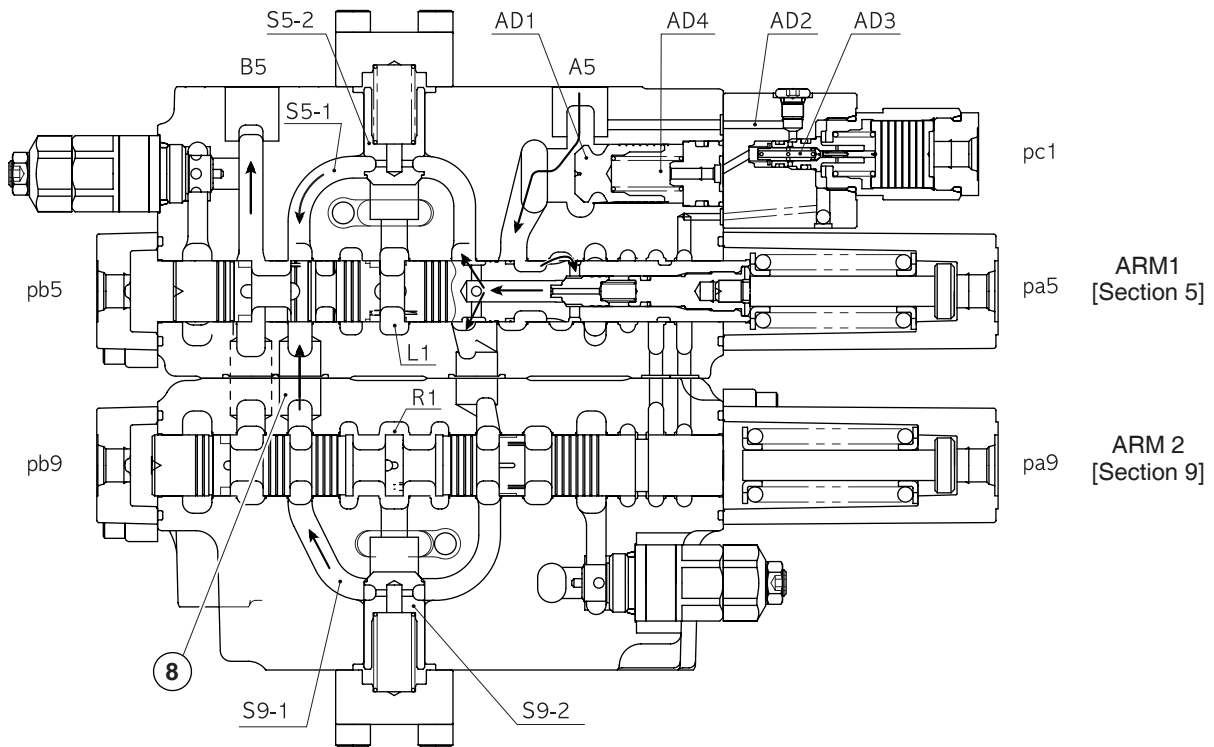 S5-2
AD1
AD4
AD2
AD3
B5
A5
S5-1
pc1
pb5
pa5
ARM1
[Section 5]
L1
R1
pb9
pa9
ARM 2
[Section 9]
8
S9-1
S9-2